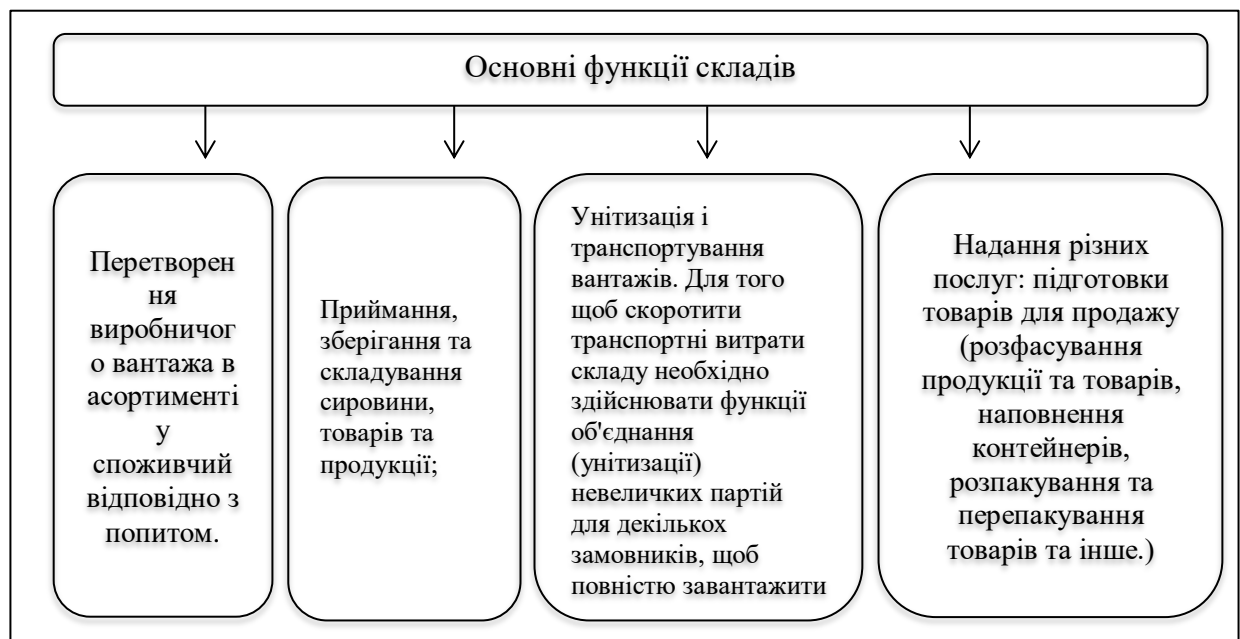 Основні функції складів
Перетворен
ня
виробничог
о вантажа в
асортименті
у
споживчий
відповідно з
попитом.
Приймання,
зберігання та
складування
сировини,
товарів та
продукції;
Унітизація і
транспортування
вантажів. Для того
щоб скоротити
транспортні витрати
складу необхідно
здійснювати функції
об'єднання
(унітизації)
невеличких партій
для декількох
замовників, щоб
повністю завантажити
Надання різних
послуг: підготовки
товарів для продажу
(розфасування
продукції та товарів,
наповнення
контейнерів,
розпакування та
перепакування
товарів та інше.)